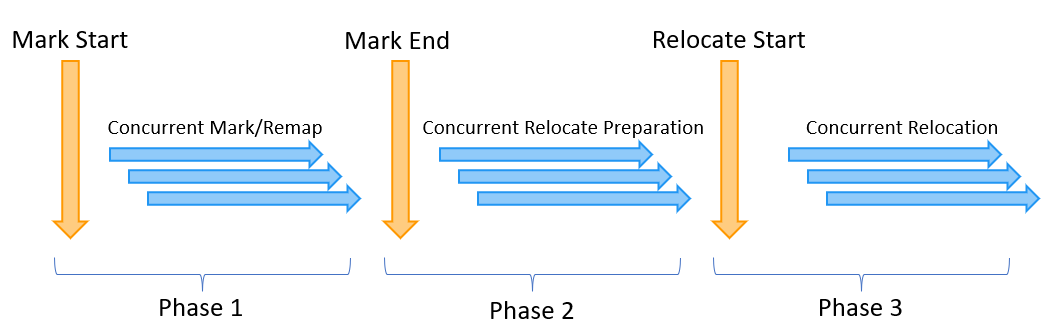 Mark Start
Mark End
Relocate Start
Concurrent Mark/Remap
Concurrent Relocate Preparation
Concurrent Relocation
Phase 1
Phase 2
Phase 3